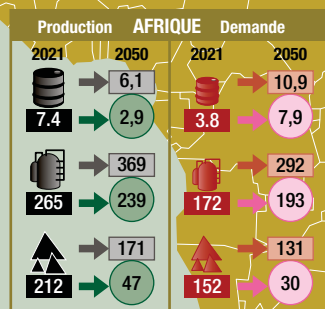 Production AFRIQUE Demande
2021 2050 2021 2050
6,1 10,9
7.4 2,9 3.8 7,9
369 292
265 239 172 193
171 131
212 47 152 30